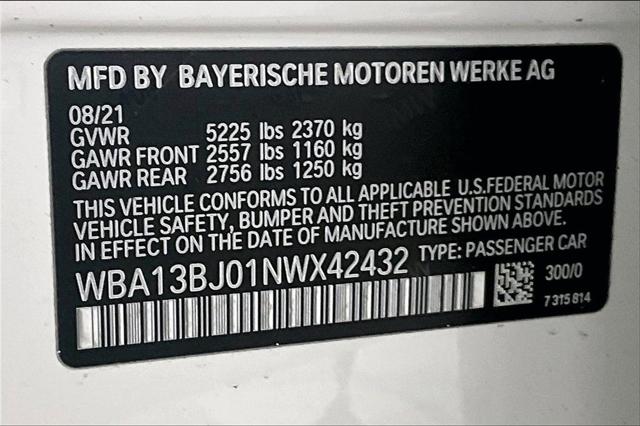 MFD BY BAYERISCHE MOTOREN WERKE AG
08/21
GVWR 5225 lbs 2370 kg
GAWR FRONT 2557 lbs 1160 kg
GAWR REAR 2756 lbs 1250 kg
THIS VEHICLE CONFORMS TO ALL APPLICABLE U.S.FEDERAL MOTOR
VEHICLE SAFETY, BUMPER AND THEFT PREVENTION STANDARDS
IN EFFECT ON THE DATE OF MANUFACTURE SHOWN ABOVE.
WBA13BJ01NWX42432 TYPE: PASSENGER CAR
300/0
7 315 814